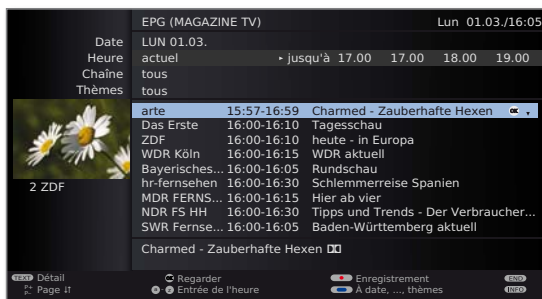 EPG (MAGAZINE TV) Lun 01.03./16:05
Date LUN 01.03.
Heure actuel ▸ jusqu'à 17.00 17.00 18.00 19.00
Chaîne tous
Thèmes tous
arte 15:57-16:59 Charmed - Zauberhafte Hexen OK
Das Erste 16:00-16:10 Tagesschau
ZDF 16:00-16:10 heute - in Europa
WDR Köln 16:00-16:15 WDR aktuell
Bayerisches... 16:00-16:05 Rundschau
hr-fernsehen 16:00-16:30 Schlemmerreise Spanien
MDR FERNS... 16:00-16:15 Hier ab vier
NDR FS HH 16:00-16:30 Tipps und Trends - Der Verbraucher...
SWR Fernse... 16:00-16:05 Baden-Württemberg aktuell
2 ZDF
Charmed - Zauberhafte Hexen
TEXT Détail OK Regarder Enregistrement END
P+ P- Page 0-9 Entrée de l'heure À date, ..., thèmes INFO